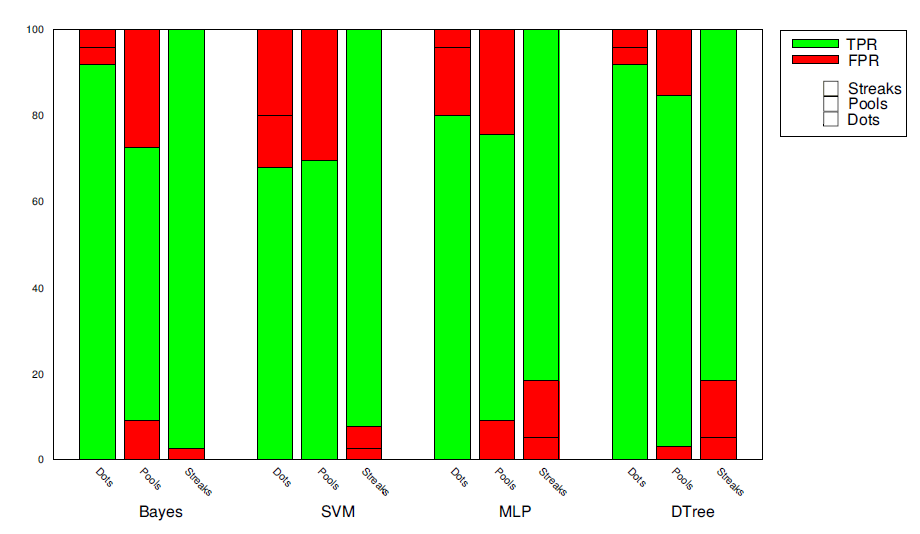 100
80
60
40
20
0
TPR
FPR
Streaks
Pools
Dots
Dots Pools Streaks Dots Pools Streaks Dots Pools Streaks Dots Pools Streaks
Bayes SVM MLP DTree